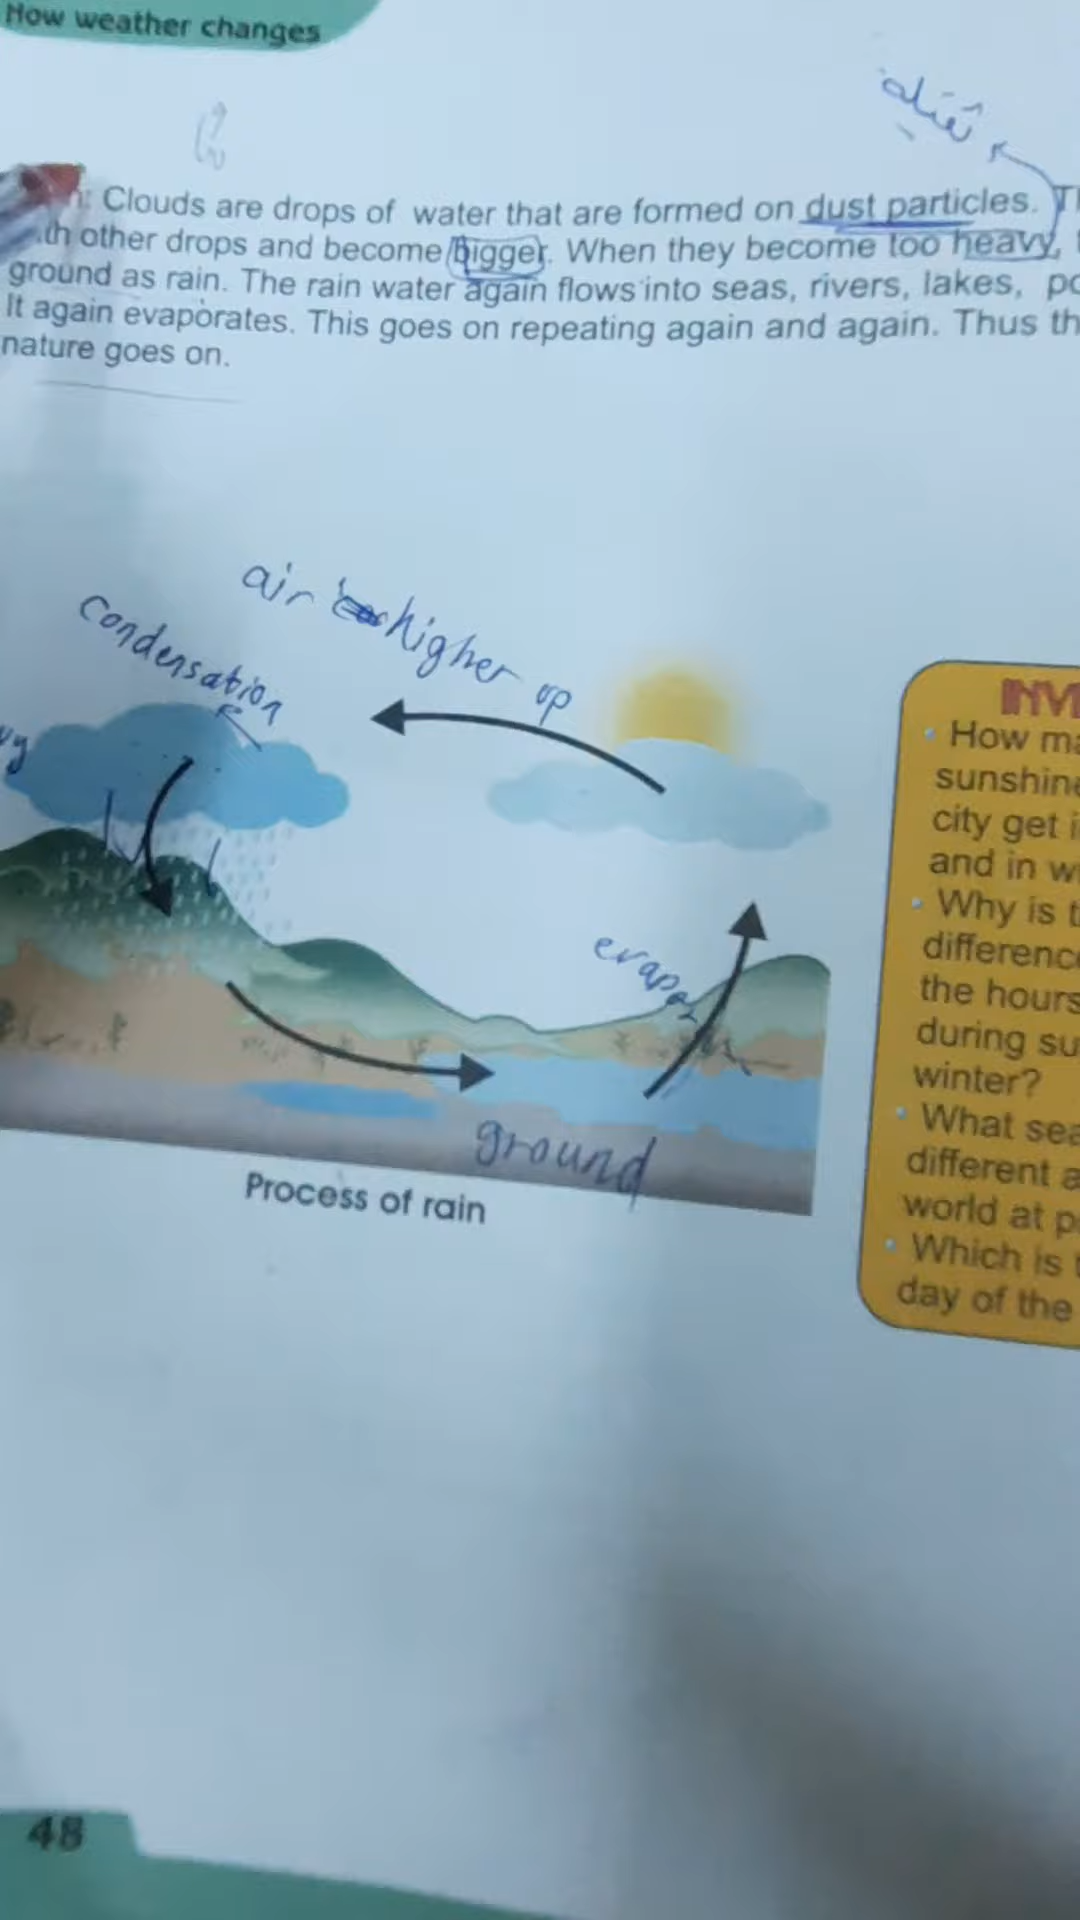 How weather changes
ثقيلة
Clouds are drops of water that are formed on dust particles.
other drops and become bigger. When they become too heavy,
ground as rain. The rain water again flows into seas, rivers, lakes,
It again evaporates. This goes on repeating again and again. Thus
nature goes on.
air higher up
condensation
evapor
ground
Process of rain
How
sunshine
city get
and in
Why is
difference
the hours
during
winter?
What
different
world at
Which is
day of the
48